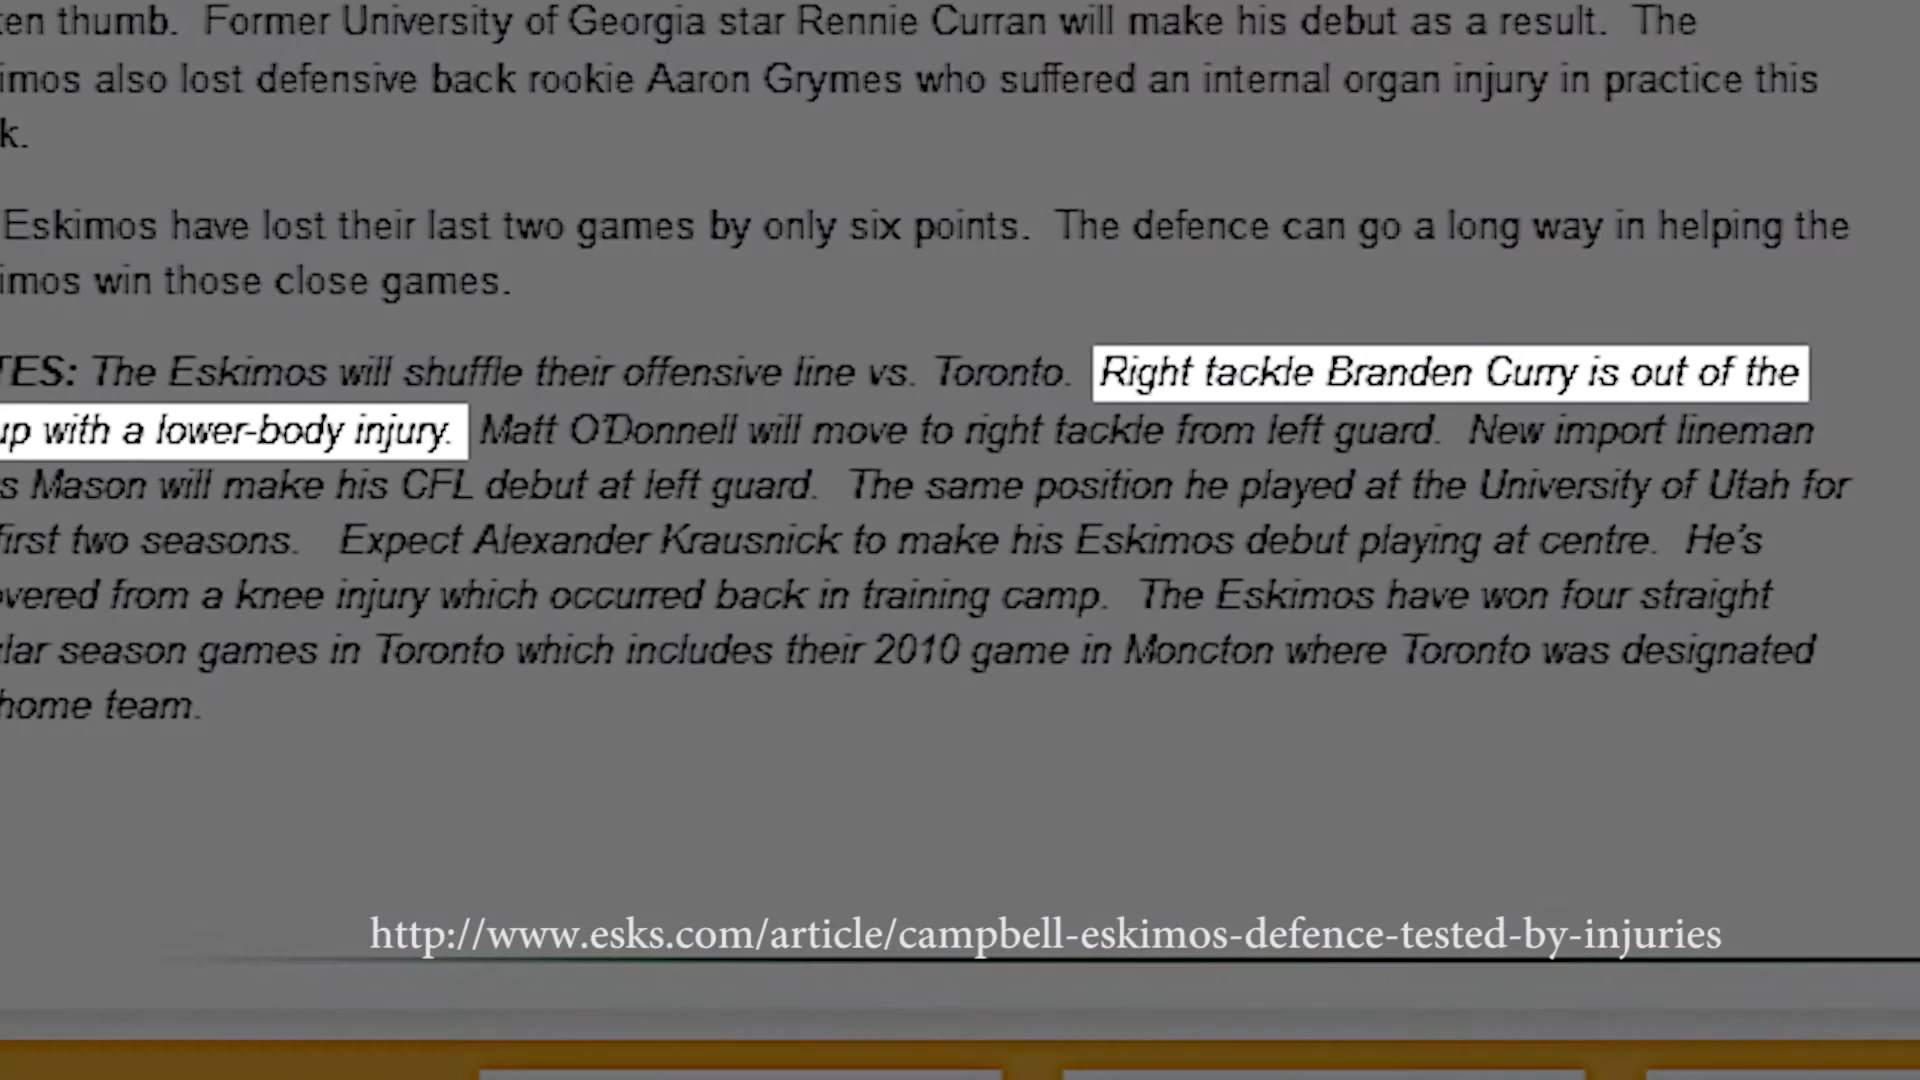 ten thumb. Former University of Georgia star Rennie Curran will make his debut as a result. The
imos also lost defensive back rookie Aaron Grymes who suffered an internal organ injury in practice this
k.
Eskimos have lost their last two games by only six points. The defence can go a long way in helping the
imos win those close games.
TES: The Eskimos will shuffle their offensive line vs. Toronto. Right tackle Branden Curry is out of the
up with a lower-body injury. Matt O'Donnell will move to right tackle from left guard. New import lineman
s Mason will make his CFL debut at left guard. The same position he played at the University of Utah for
first two seasons. Expect Alexander Krausnick to make his Eskimos debut playing at centre. He's
overed from a knee injury which occurred back in training camp. The Eskimos have won four straight
lar season games in Toronto which includes their 2010 game in Moncton where Toronto was designated
home team.
http://www.esks.com/article/campbell-eskimos-defence-tested-by-injuries